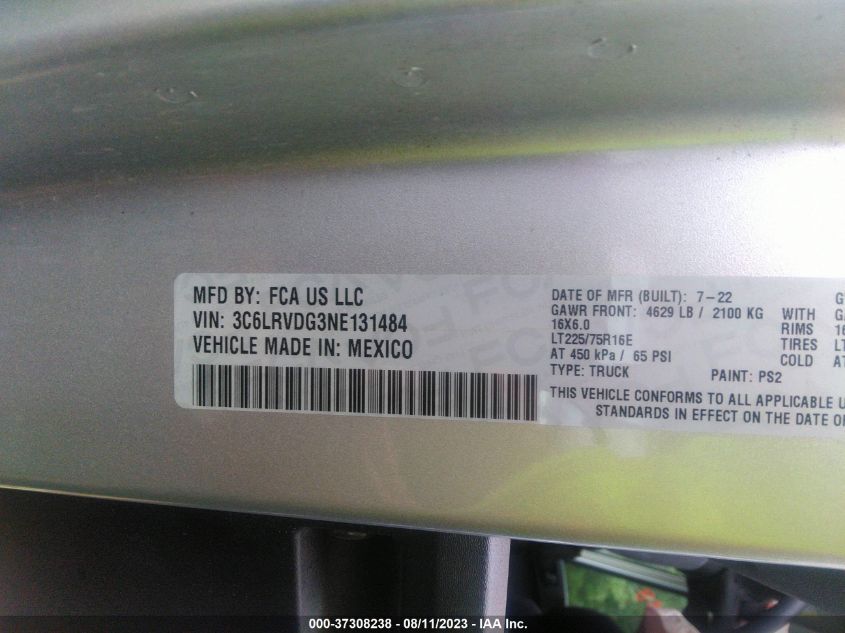 MFD BY: FCA US LLC
VIN: 3C6LRVDG3NE131484
VEHICLE MADE IN: MEXICO
DATE OF MFR (BUILT): 7-22
GAWR FRONT: 4629 LB / 2100 KG WITH
16X6.0 RIMS
LT225/75R16E TIRES
AT 450 kPa / 65 PSI COLD
TYPE: TRUCK PAINT: PS2
THIS VEHICLE CONFORMS TO ALL APPLICABLE
STANDARDS IN EFFECT ON THE DATE
000-37308238 - 08/11/2023 - IAA Inc.